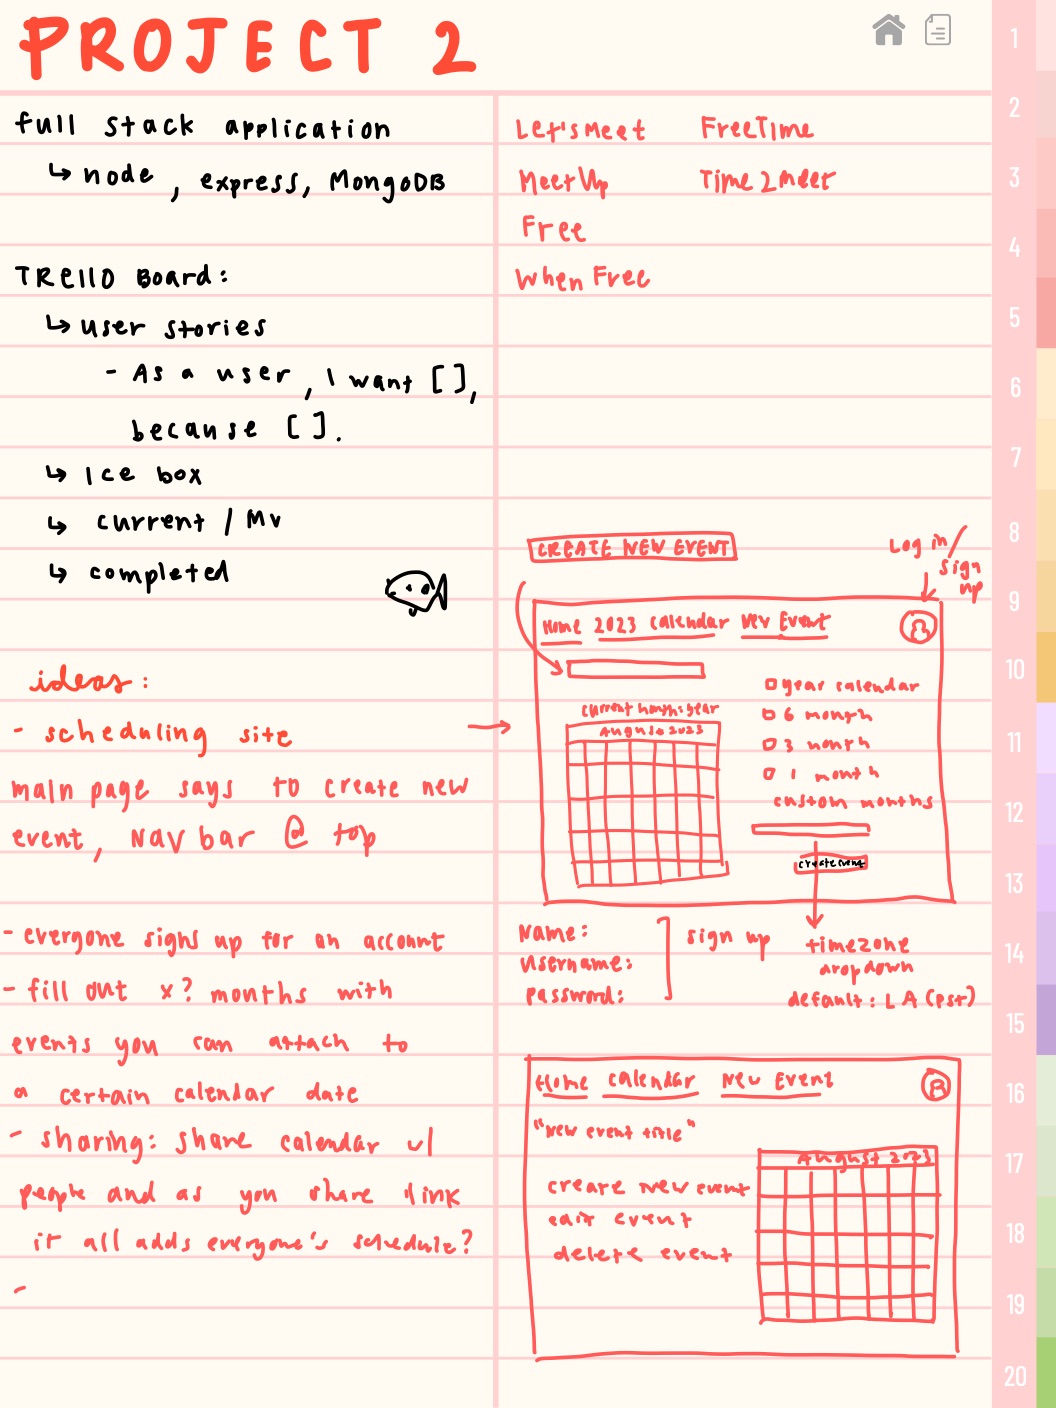 PROJECT 2
full stack application
↳ node, express, MongoDB
TRello Board:
↳ user stories
- As a user, I want [],
because [].
↳ Ice box
↳ current / MV
↳ completed
ideas:
- scheduling site
main page says to create new
event, NAV bar @ top
- everyone signs up for an account
- fill out x? months with
events you can attach to
a certain calendar date
- sharing: share calendar w/
people and as you share link
it all adds everyone's schedule?
-
Let'sMeet FreeTime
MeetUp Time2Meet
Free
When Free
CREATE NEW EVENT
Log in/
sign
up
Home 2023 calendar New Event
current month:year
August 2023
year calendar
6 month
3 month
1 month
custom months
create event
Name:
Username:
password:
sign up
timezone
dropdown
default: LA (pst)
Home calendar New Event
"New event title"
August 2023
create new event
edit event
delete event
1
2
3
4
5
6
7
8
9
10
11
12
13
14
15
16
17
18
19
20